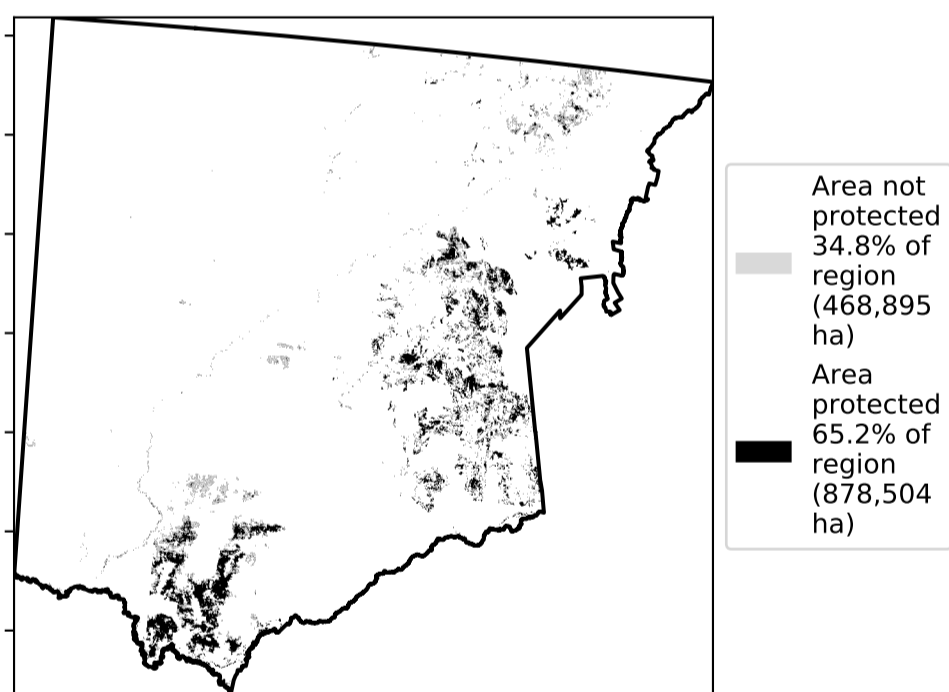 Area not
protected
34.8% of
region
(468,895
ha)
Area
protected
65.2% of
region
(878,504
ha)